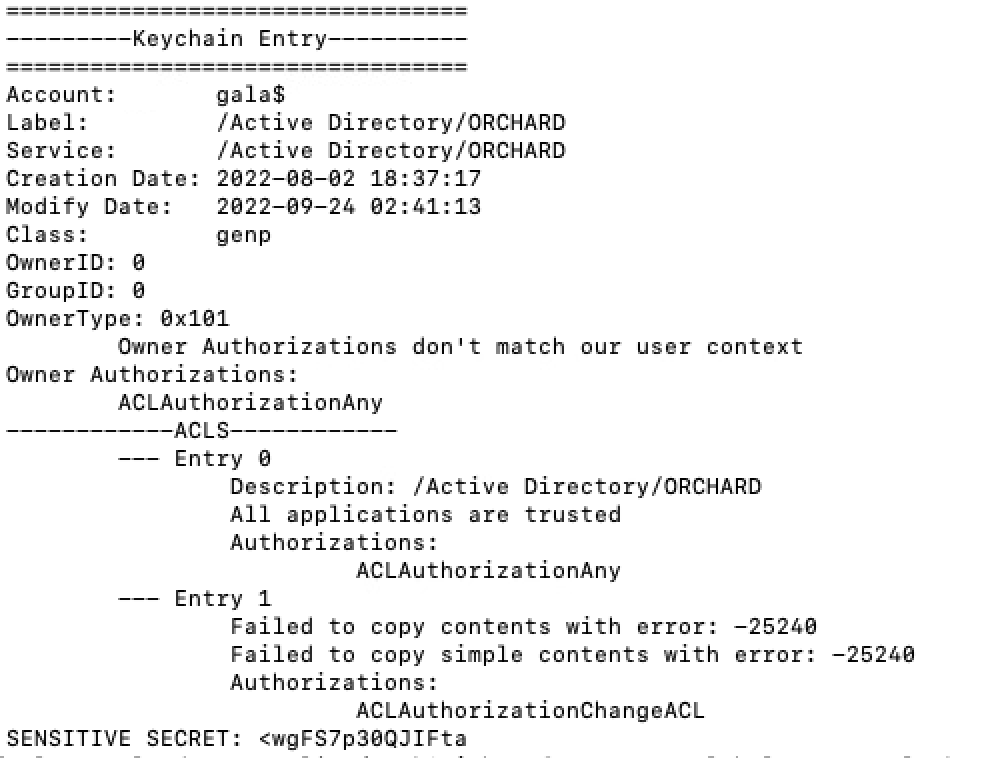 =================================
---------Keychain Entry----------
=================================
Account:       gala$
Label:         /Active Directory/ORCHARD
Service:       /Active Directory/ORCHARD
Creation Date: 2022-08-02 18:37:17
Modify Date:   2022-09-24 02:41:13
Class:         genp
OwnerID: 0
GroupID: 0
OwnerType: 0x101
        Owner Authorizations don't match our user context
Owner Authorizations:
        ACLAuthorizationAny
------------ACLS------------
        --- Entry 0
                Description: /Active Directory/ORCHARD
                All applications are trusted
                Authorizations:
                         ACLAuthorizationAny
        --- Entry 1
                Failed to copy contents with error: -25240
                Failed to copy simple contents with error: -25240
                Authorizations:
                         ACLAuthorizationChangeACL
SENSITIVE SECRET: <wgFS7p30QJIFta